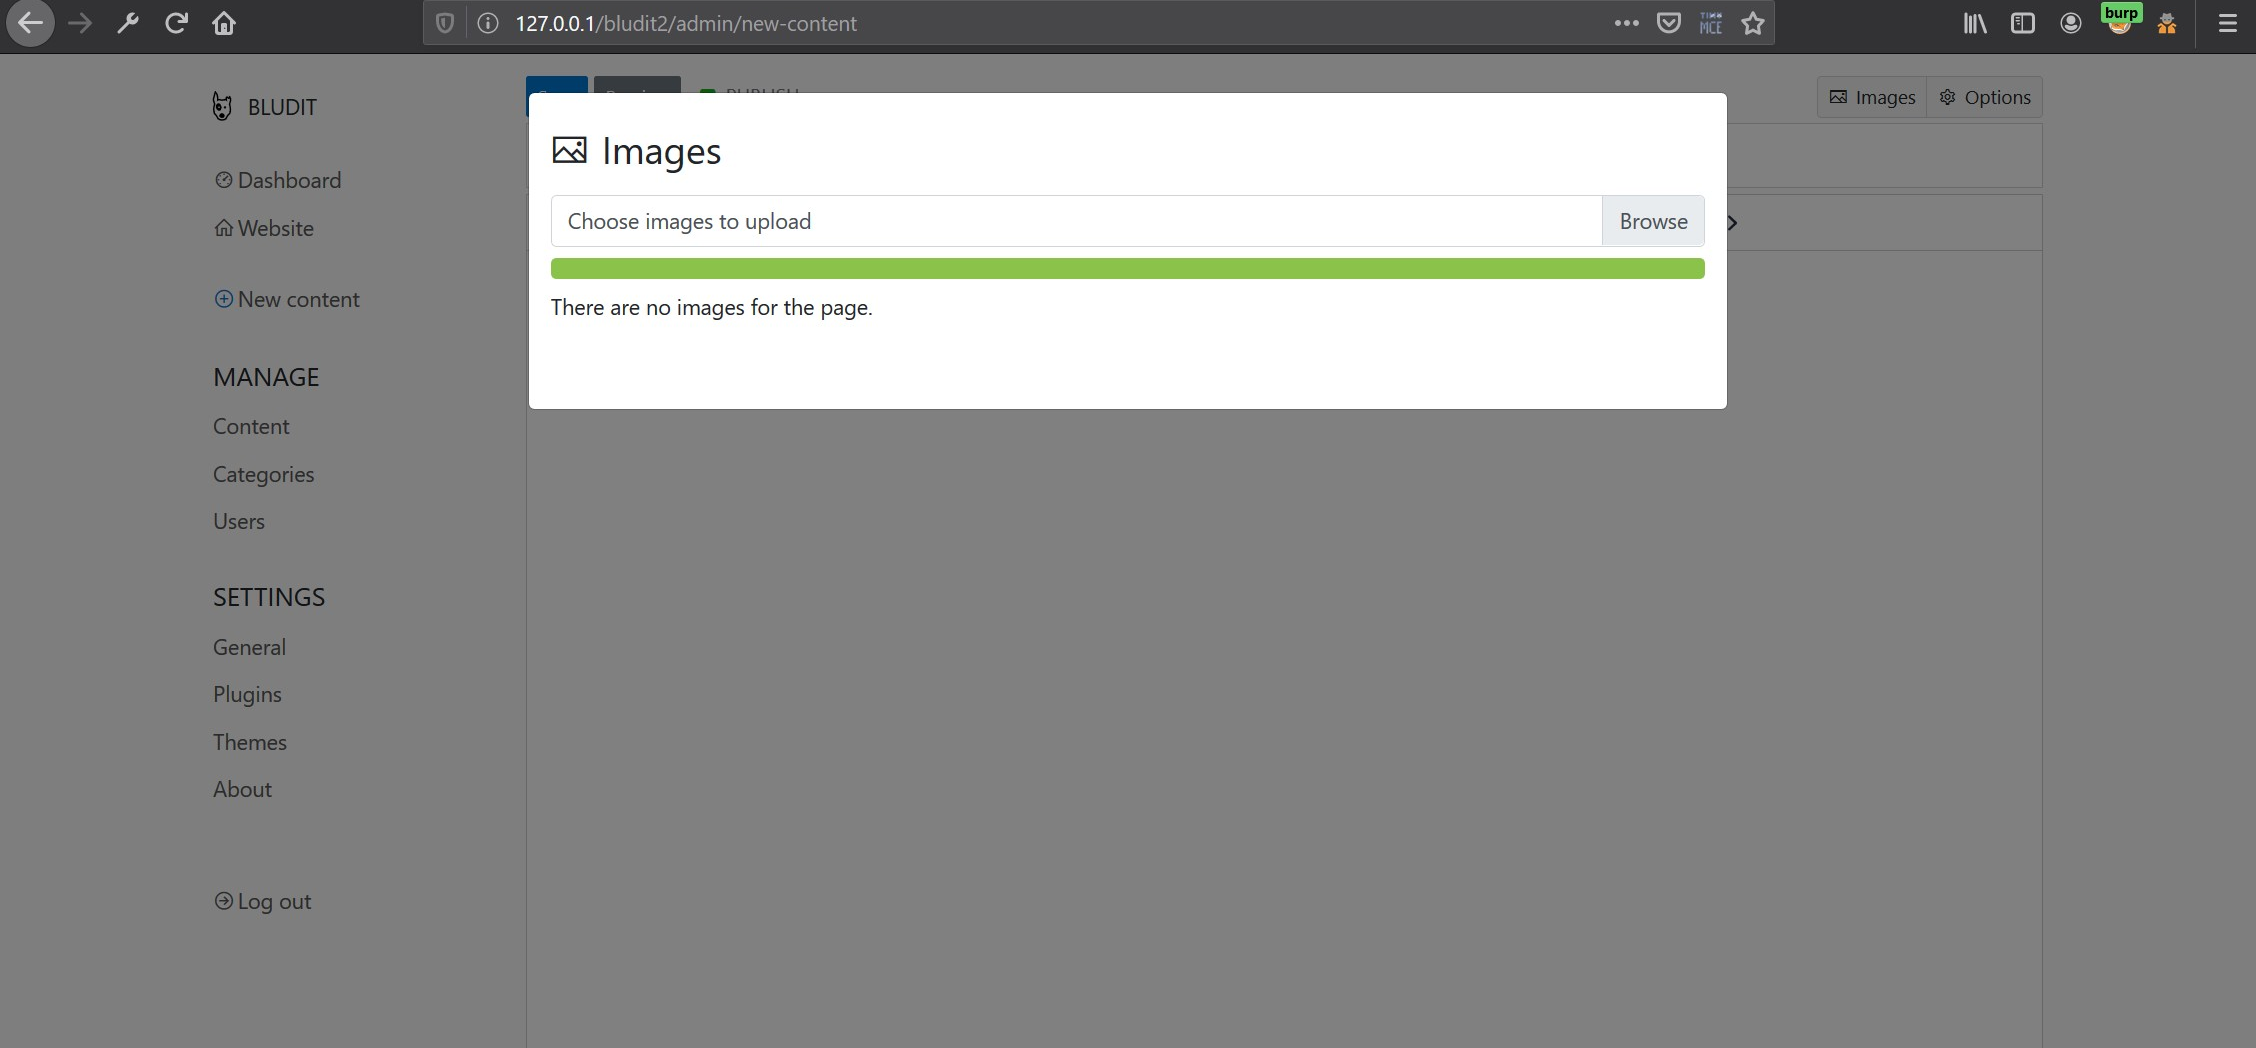 127.0.0.1/bludit2/admin/new-content
TINY
MCE
burp
BLUDIT
Dashboard
Website
New content
MANAGE
Content
Categories
Users
SETTINGS
General
Plugins
Themes
About
Log out
PUBLISH
Images
Options
Images
Choose images to upload
Browse
There are no images for the page.